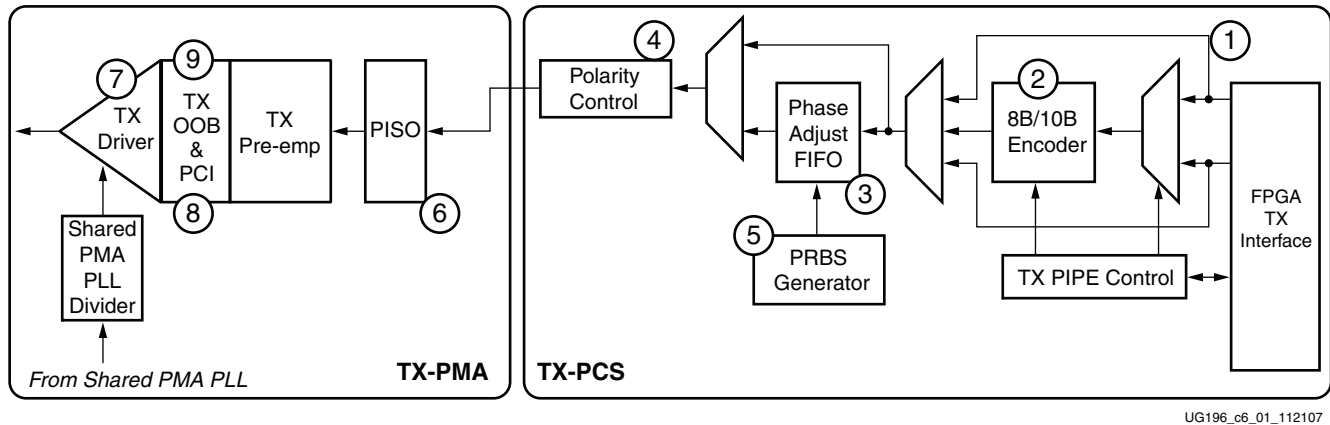 7
TX
Driver
9
TX
OOB
&
PCI
8
TX
Pre-emp
PISO
6
Shared
PMA
PLL
Divider
From Shared PMA PLL
TX-PMA
4
Polarity
Control
Phase
Adjust
FIFO
3
5
PRBS
Generator
2
8B/10B
Encoder
TX PIPE Control
1
FPGA
TX
Interface
TX-PCS
UG196_c6_01_112107